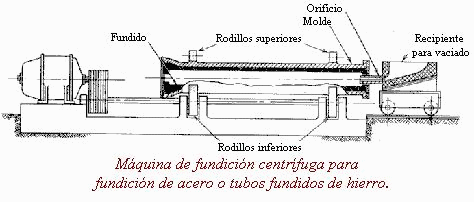 Orificio
Fundido
Rodillos superiores
Molde
Recipiente
para vaciado
Rodillos inferiores
Máquina de fundición centrífuga para
fundición de acero o tubos fundidos de hierro.